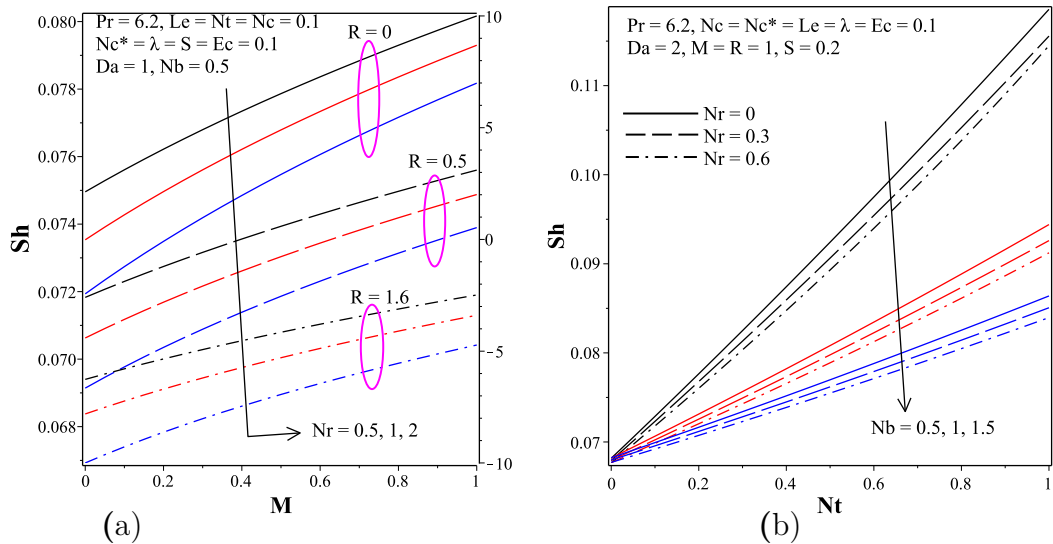 Pr = 6.2, Le = Nt = Nc = 0.1
Nc* = λ = S = Ec = 0.1
Da = 1, Nb = 0.5
R = 0
R = 0.5
R = 1.6
Nr = 0.5, 1, 2
0.080
0.078
0.076
0.074
0.072
0.070
0.068
Sh
10
5
0
-5
-10
0 0.2 0.4 0.6 0.8 1
M
(a)
Pr = 6.2, Nc = Nc* = Le = λ = Ec = 0.1
Da = 2, M = R = 1, S = 0.2
Nr = 0
Nr = 0.3
Nr = 0.6
Nb = 0.5, 1, 1.5
0.11
0.10
0.09
0.08
0.07
Sh
0 0.2 0.4 0.6 0.8 1
Nt
(b)